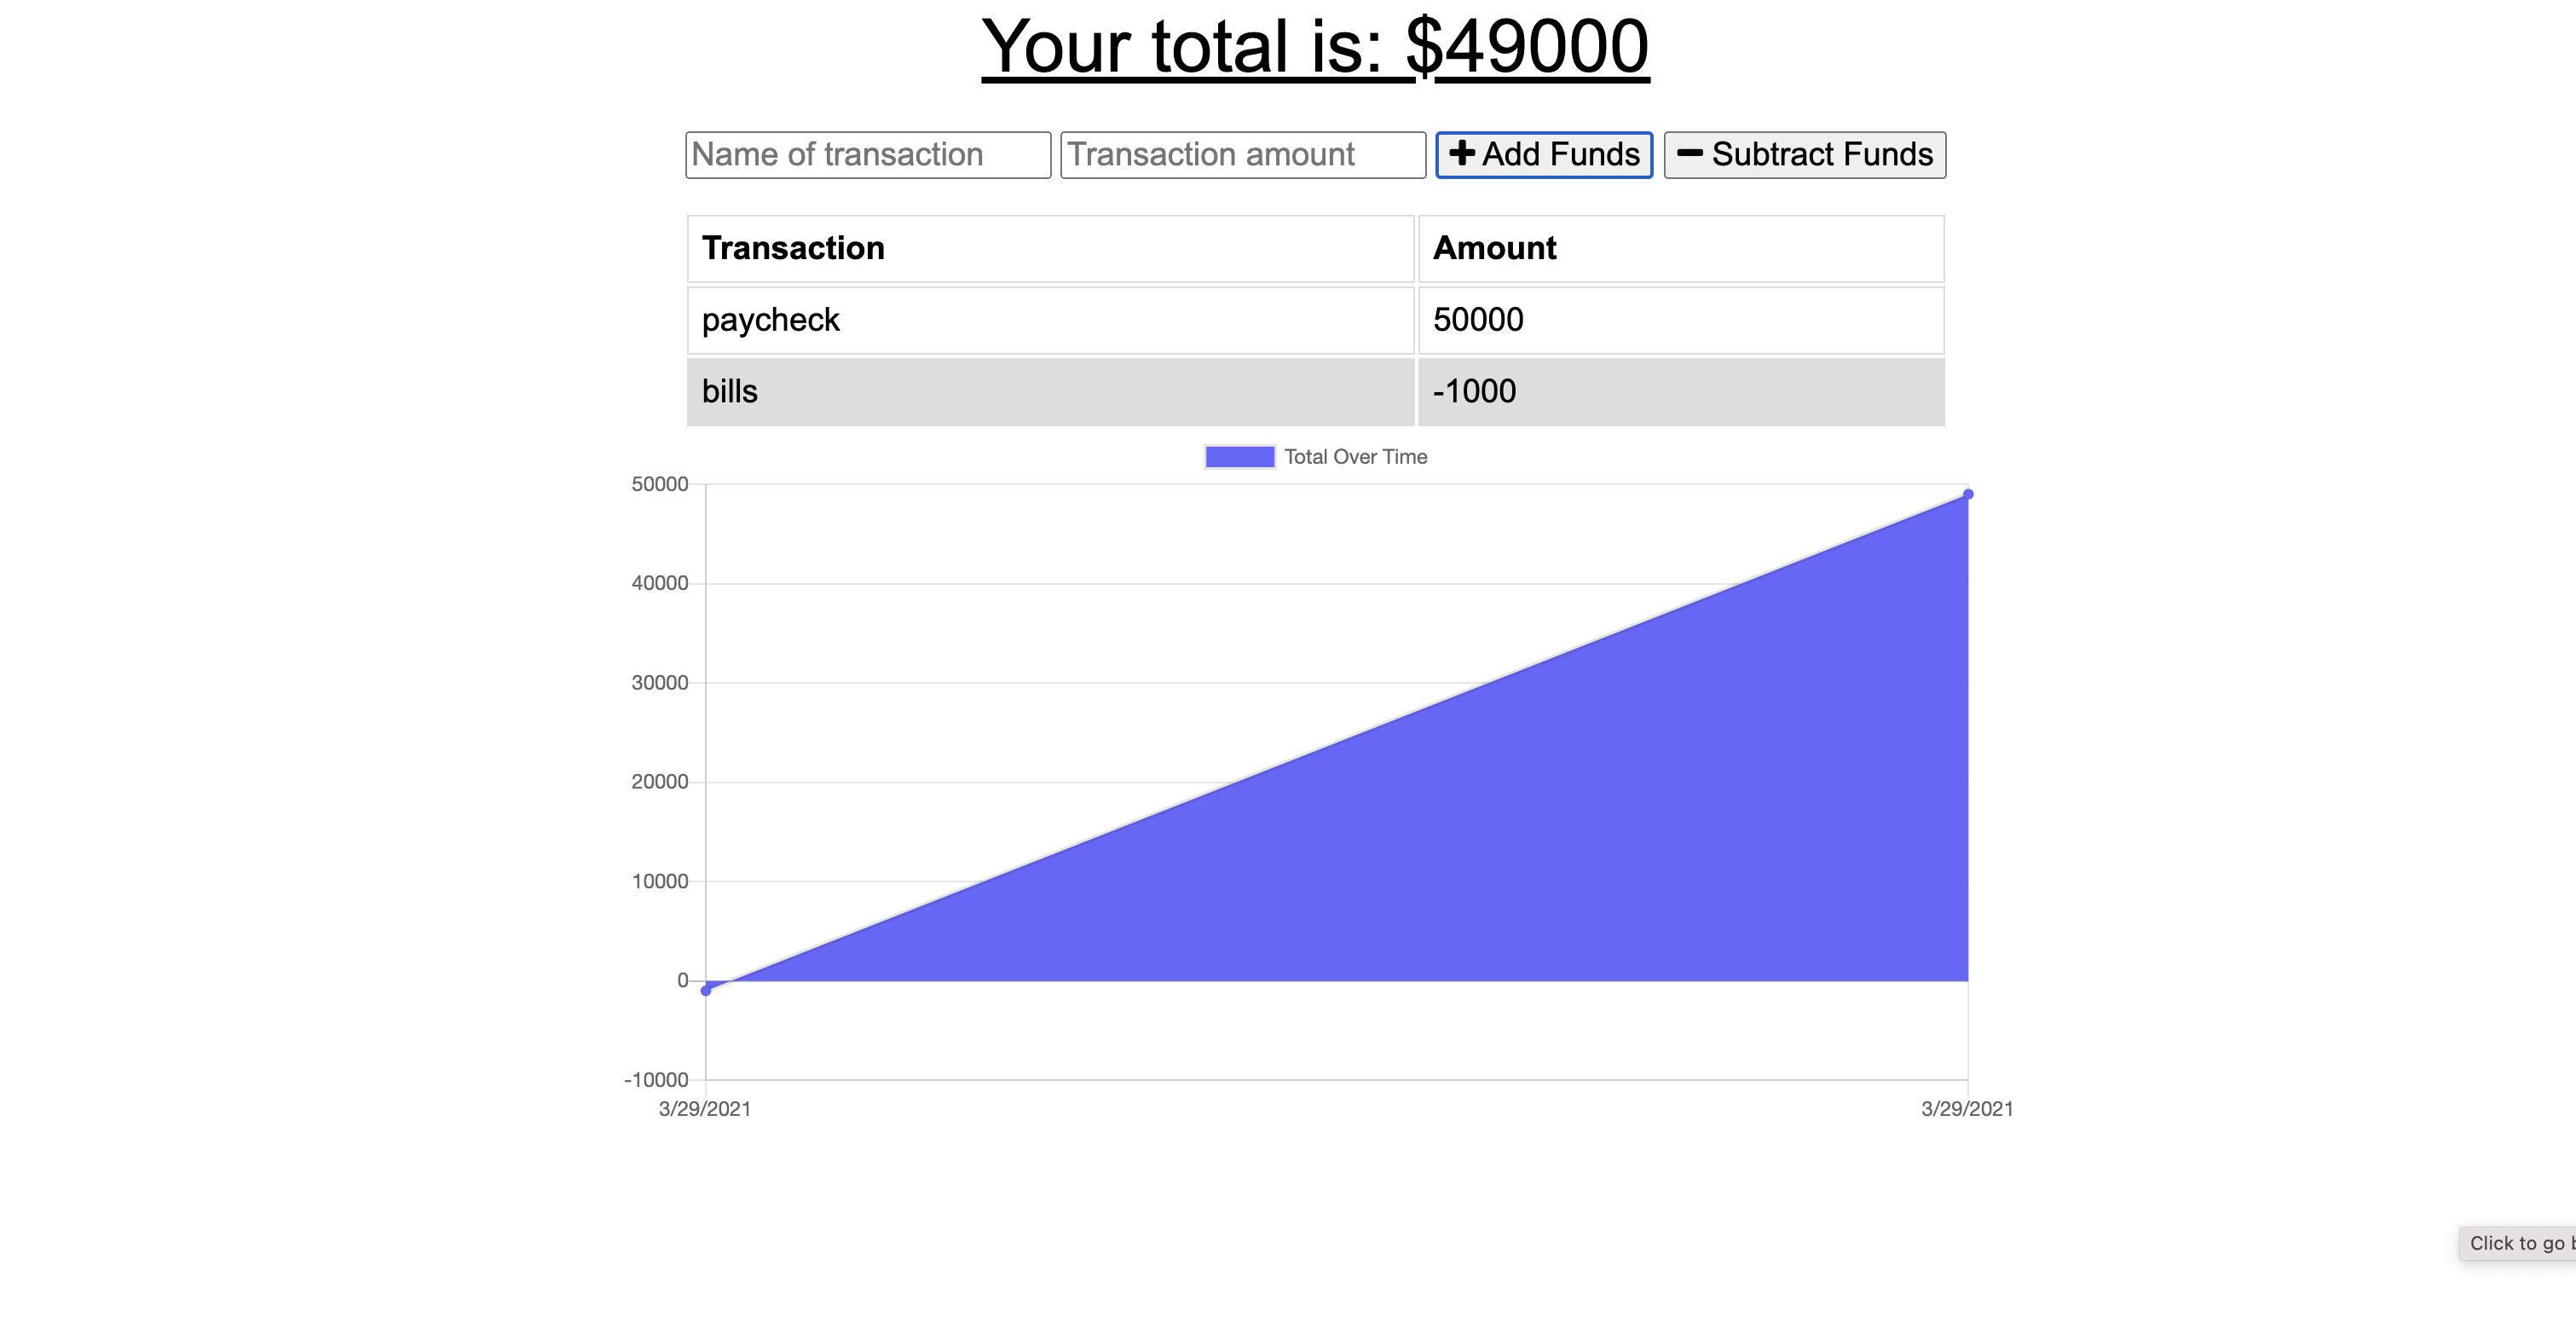 Your total is: $49000
Name of transaction Transaction amount Add Funds Subtract Funds
Transaction Amount
paycheck 50000
bills -1000
Total Over Time
50000
40000
30000
20000
10000
0
-10000
3/29/2021 3/29/2021
Click to go